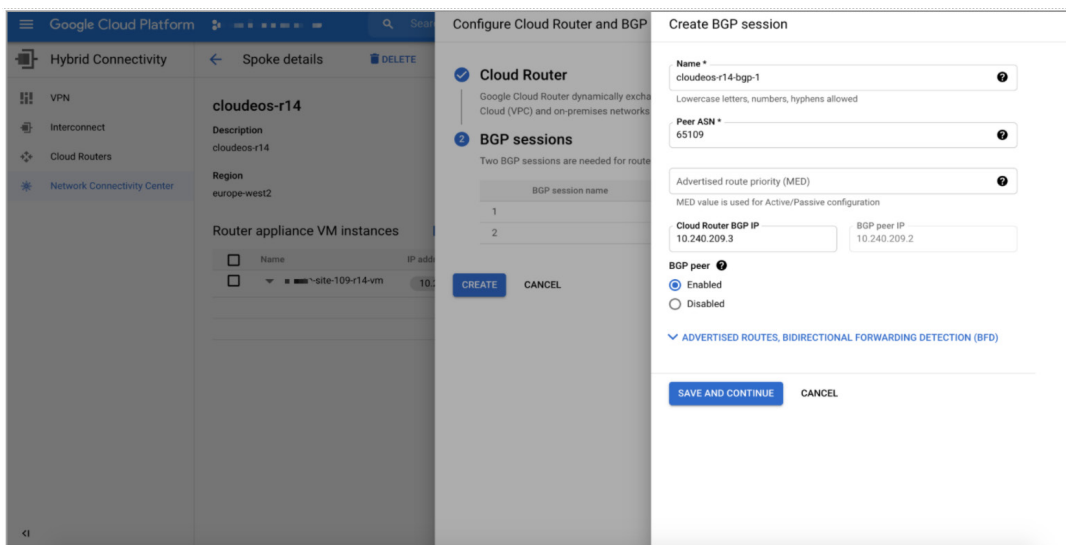 Google Cloud Platform
Sear
Hybrid Connectivity
VPN
Interconnect
Cloud Routers
Network Connectivity Center
Spoke details
DELETE
cloudeos-r14
Description
cloudeos-r14
Region
europe-west2
Router appliance VM instances
Name
IP addr
-site-109-r14-vm
10.2
Configure Cloud Router and BGP
Cloud Router
Google Cloud Router dynamically excha
Cloud (VPC) and on-premises networks
2
BGP sessions
Two BGP sessions are needed for route
BGP session name
1
2
CREATE
CANCEL
Create BGP session
Name *
cloudeos-r14-bgp-1
Lowercase letters, numbers, hyphens allowed
Peer ASN *
65109
Advertised route priority (MED)
MED value is used for Active/Passive configuration
Cloud Router BGP IP
10.240.209.3
BGP peer IP
10.240.209.2
BGP peer
Enabled
Disabled
ADVERTISED ROUTES, BIDIRECTIONAL FORWARDING DETECTION (BFD)
SAVE AND CONTINUE
CANCEL